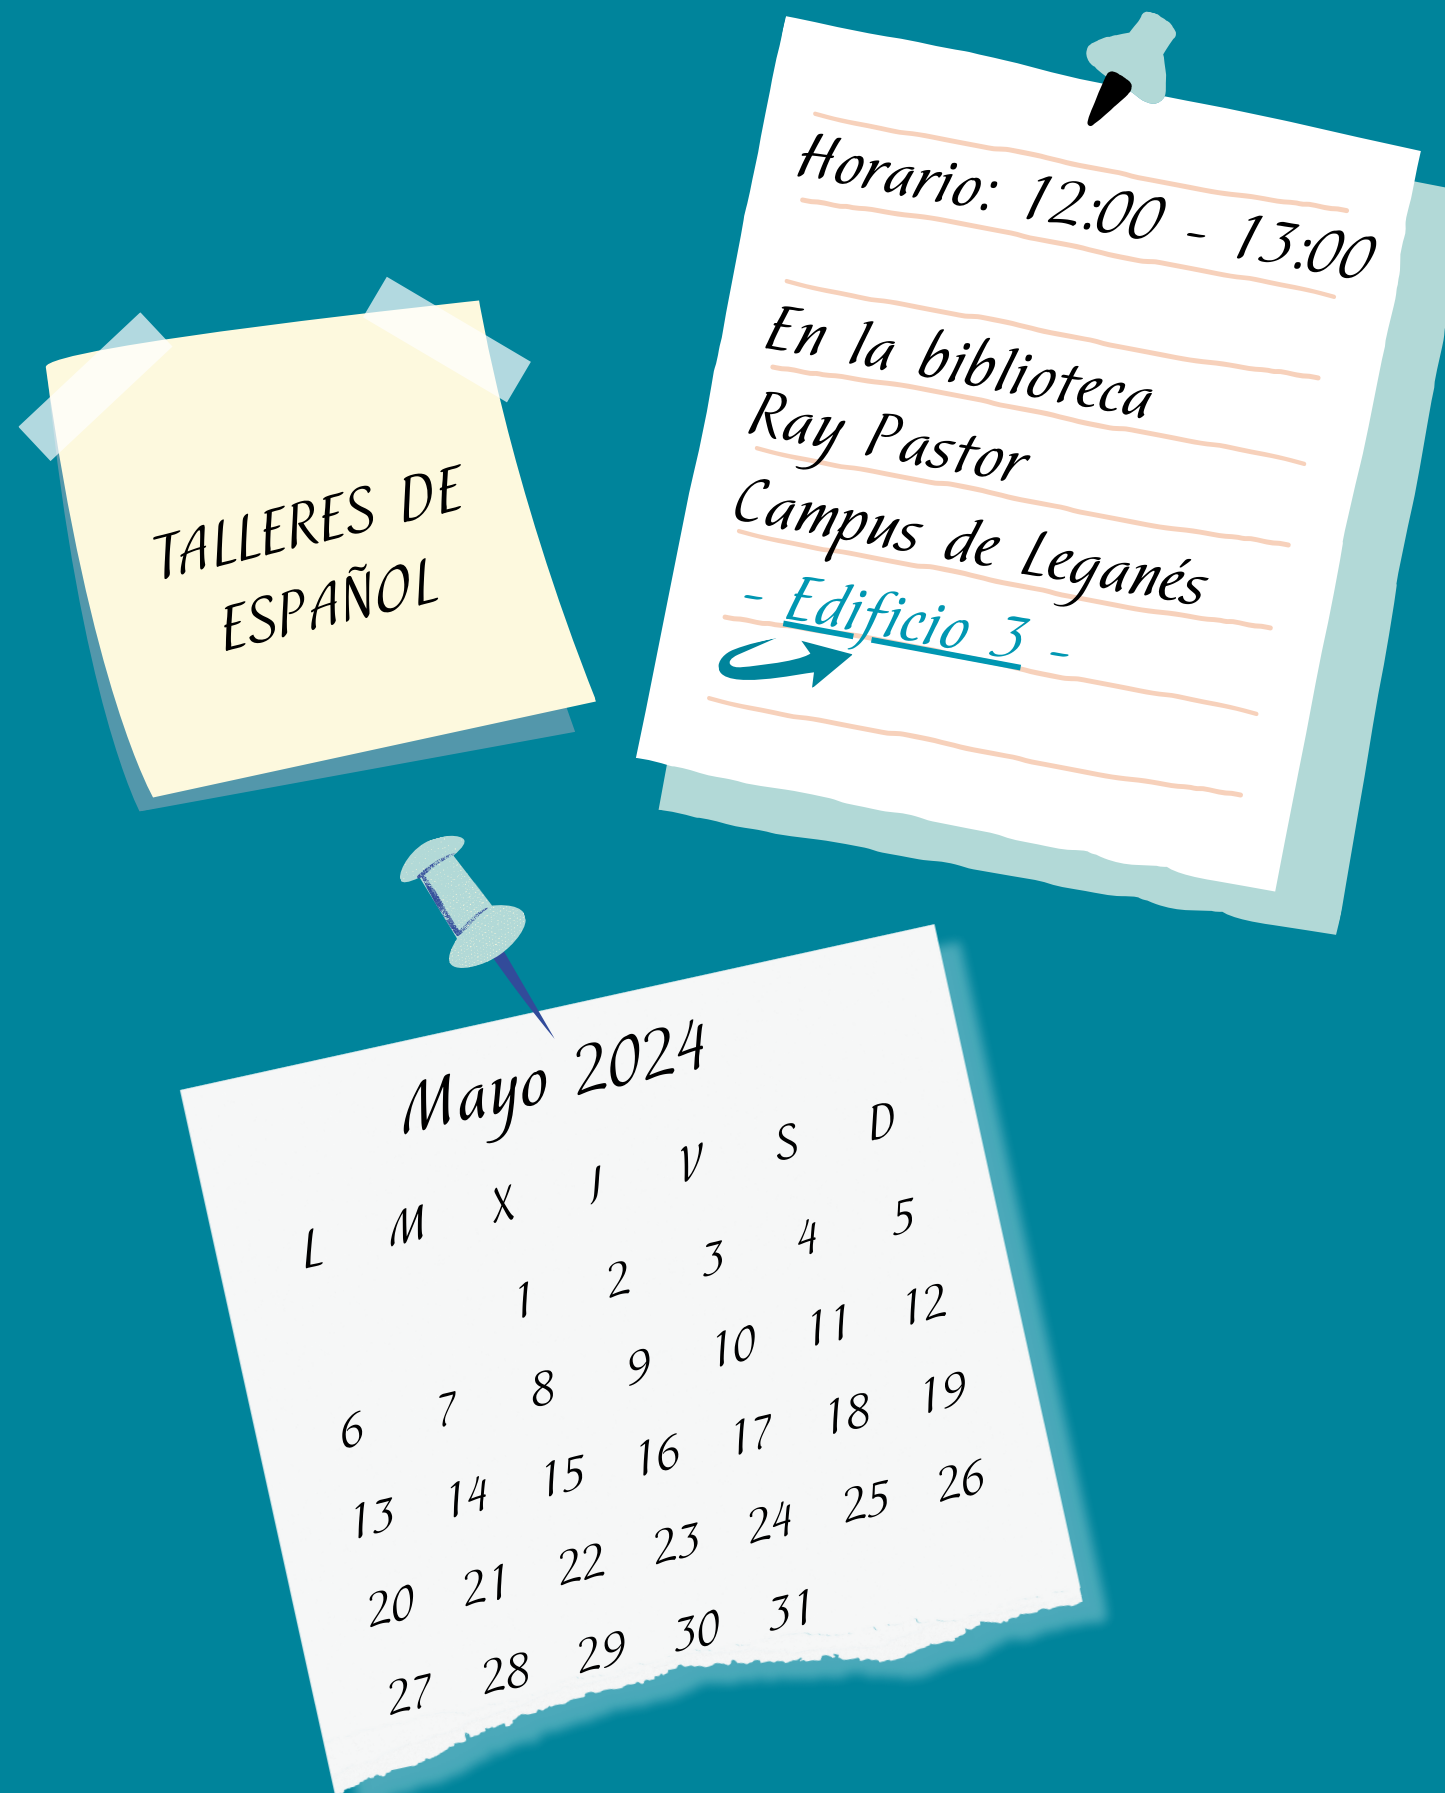 TALLERES DE
ESPAÑOL
Horario: 12:00 - 13:00
En la biblioteca
Ray Pastor
Campus de Leganés
- Edificio 3 -
Mayo 2024
L M X J V S D
1 2 3 4 5
6 7 8 9 10 11 12
13 14 15 16 17 18 19
20 21 22 23 24 25 26
27 28 29 30 31